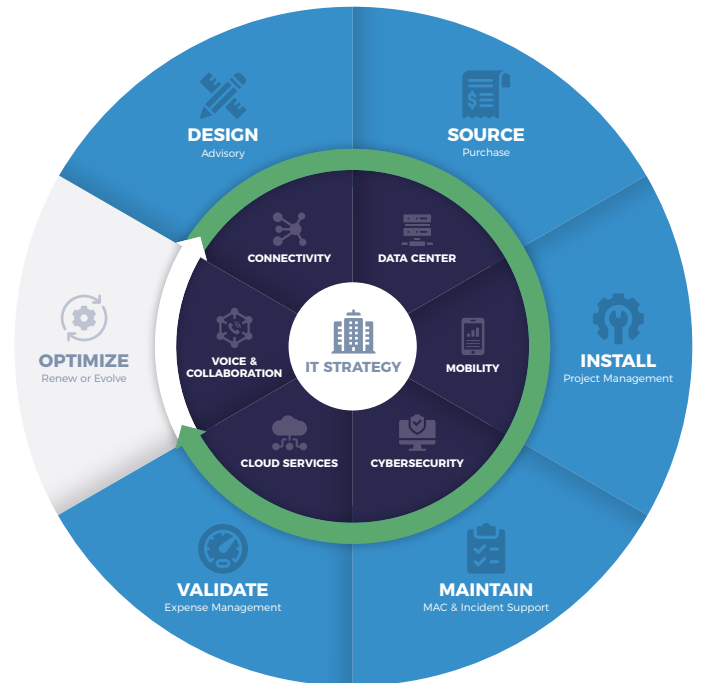 DESIGN
Advisory
SOURCE
Purchase
CONNECTIVITY
DATA CENTER
OPTIMIZE
Renew or Evolve
VOICE &
COLLABORATION
IT STRATEGY
MOBILITY
INSTALL
Project Management
CLOUD SERVICES
CYBERSECURITY
VALIDATE
Expense Management
MAINTAIN
MAC & Incident Support